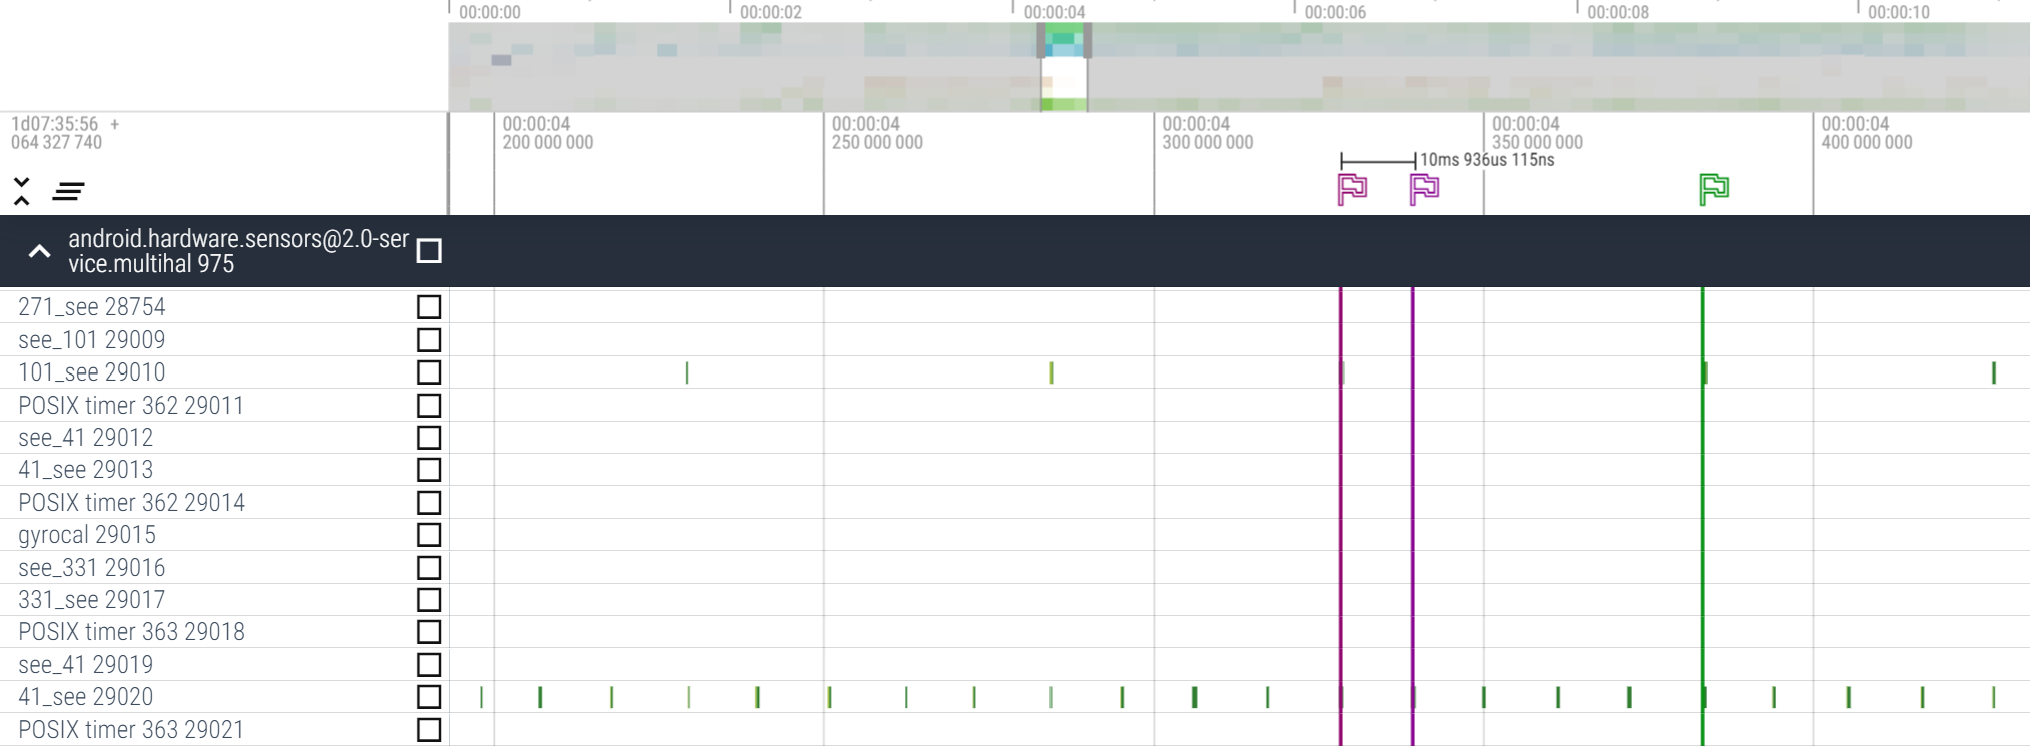 00:00:00 00:00:02 00:00:04 00:00:06 00:00:08 00:00:10
1d07:35:56 +
064 327 740
00:00:04 00:00:04 00:00:04 00:00:04 00:00:04
200 000 000 250 000 000 300 000 000 350 000 000 400 000 000
10ms 936us 115ns
android.hardware.sensors@2.0-ser
vice.multihal 975
271_see 28754
see_101 29009
101_see 29010
POSIX timer 362 29011
see_41 29012
41_see 29013
POSIX timer 362 29014
gyrocal 29015
see_331 29016
331_see 29017
POSIX timer 363 29018
see_41 29019
41_see 29020
POSIX timer 363 29021